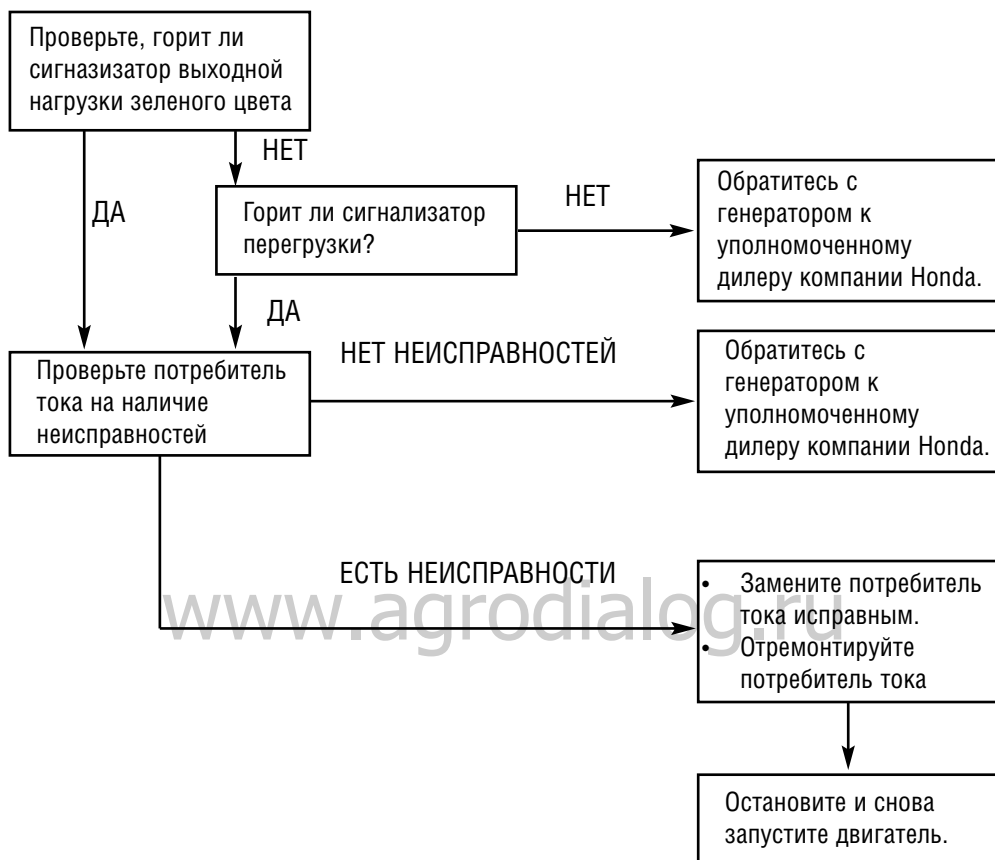 Проверьте, горит ли
сигназизатор выходной
нагрузки зеленого цвета
НЕТ
ДА
Горит ли сигнализатор
перегрузки?
НЕТ
Обратитесь с
генератором к
уполномоченному
дилеру компании Honda.
ДА
Проверьте потребитель
тока на наличие
неисправностей
НЕТ НЕИСПРАВНОСТЕЙ
Обратитесь с
генератором к
уполномоченному
дилеру компании Honda.
ЕСТЬ НЕИСПРАВНОСТИ
• Замените потребитель
тока исправным.
• Отремонтируйте
потребитель тока
www.agrodialog.ru
Остановите и снова
запустите двигатель.